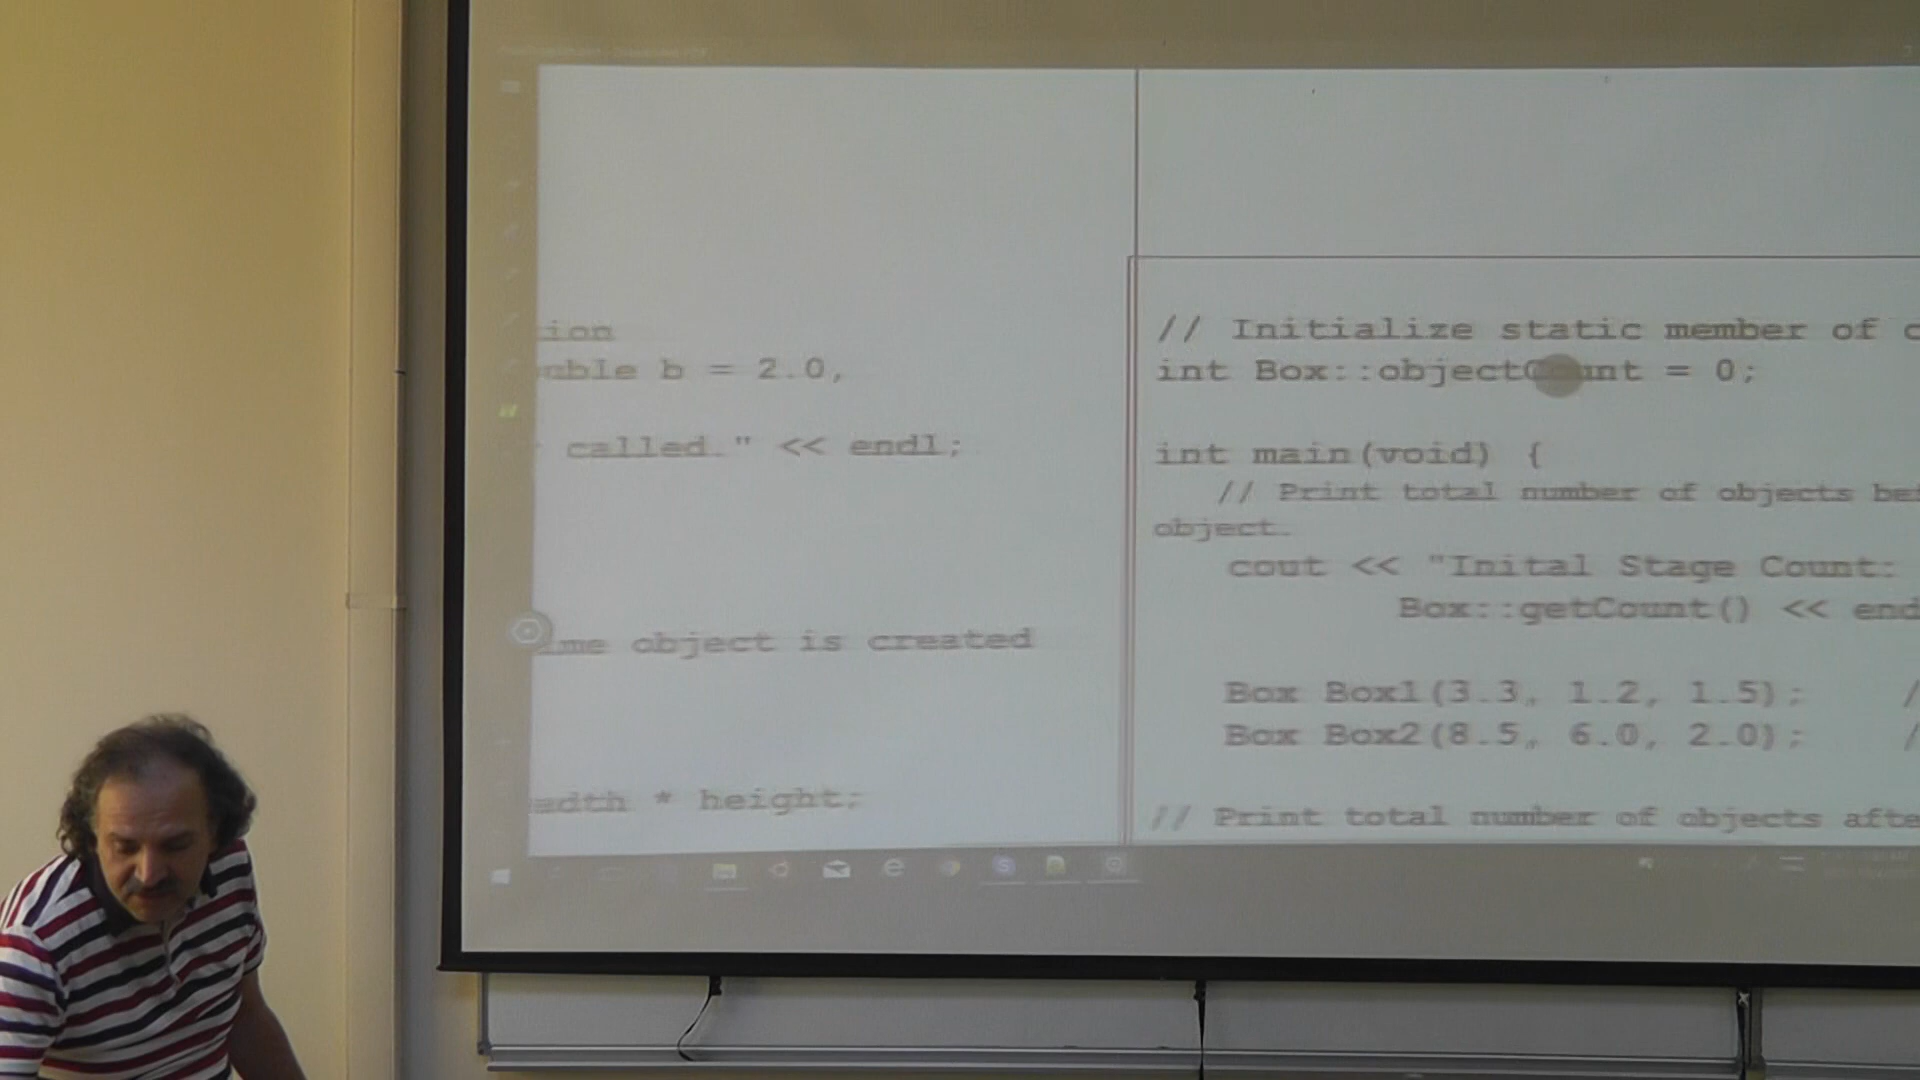 ion
uble b = 2.0,
called." << endl;
ime object is created
adth * height;
// Initialize static member of c
int Box::objectCount = 0;
int main(void) {
// Print total number of objects bef
object.
cout << "Inital Stage Count:
Box::getCount() << end
Box Box1(3.3, 1.2, 1.5); /
Box Box2(8.5, 6.0, 2.0); /
// Print total number of objects afte